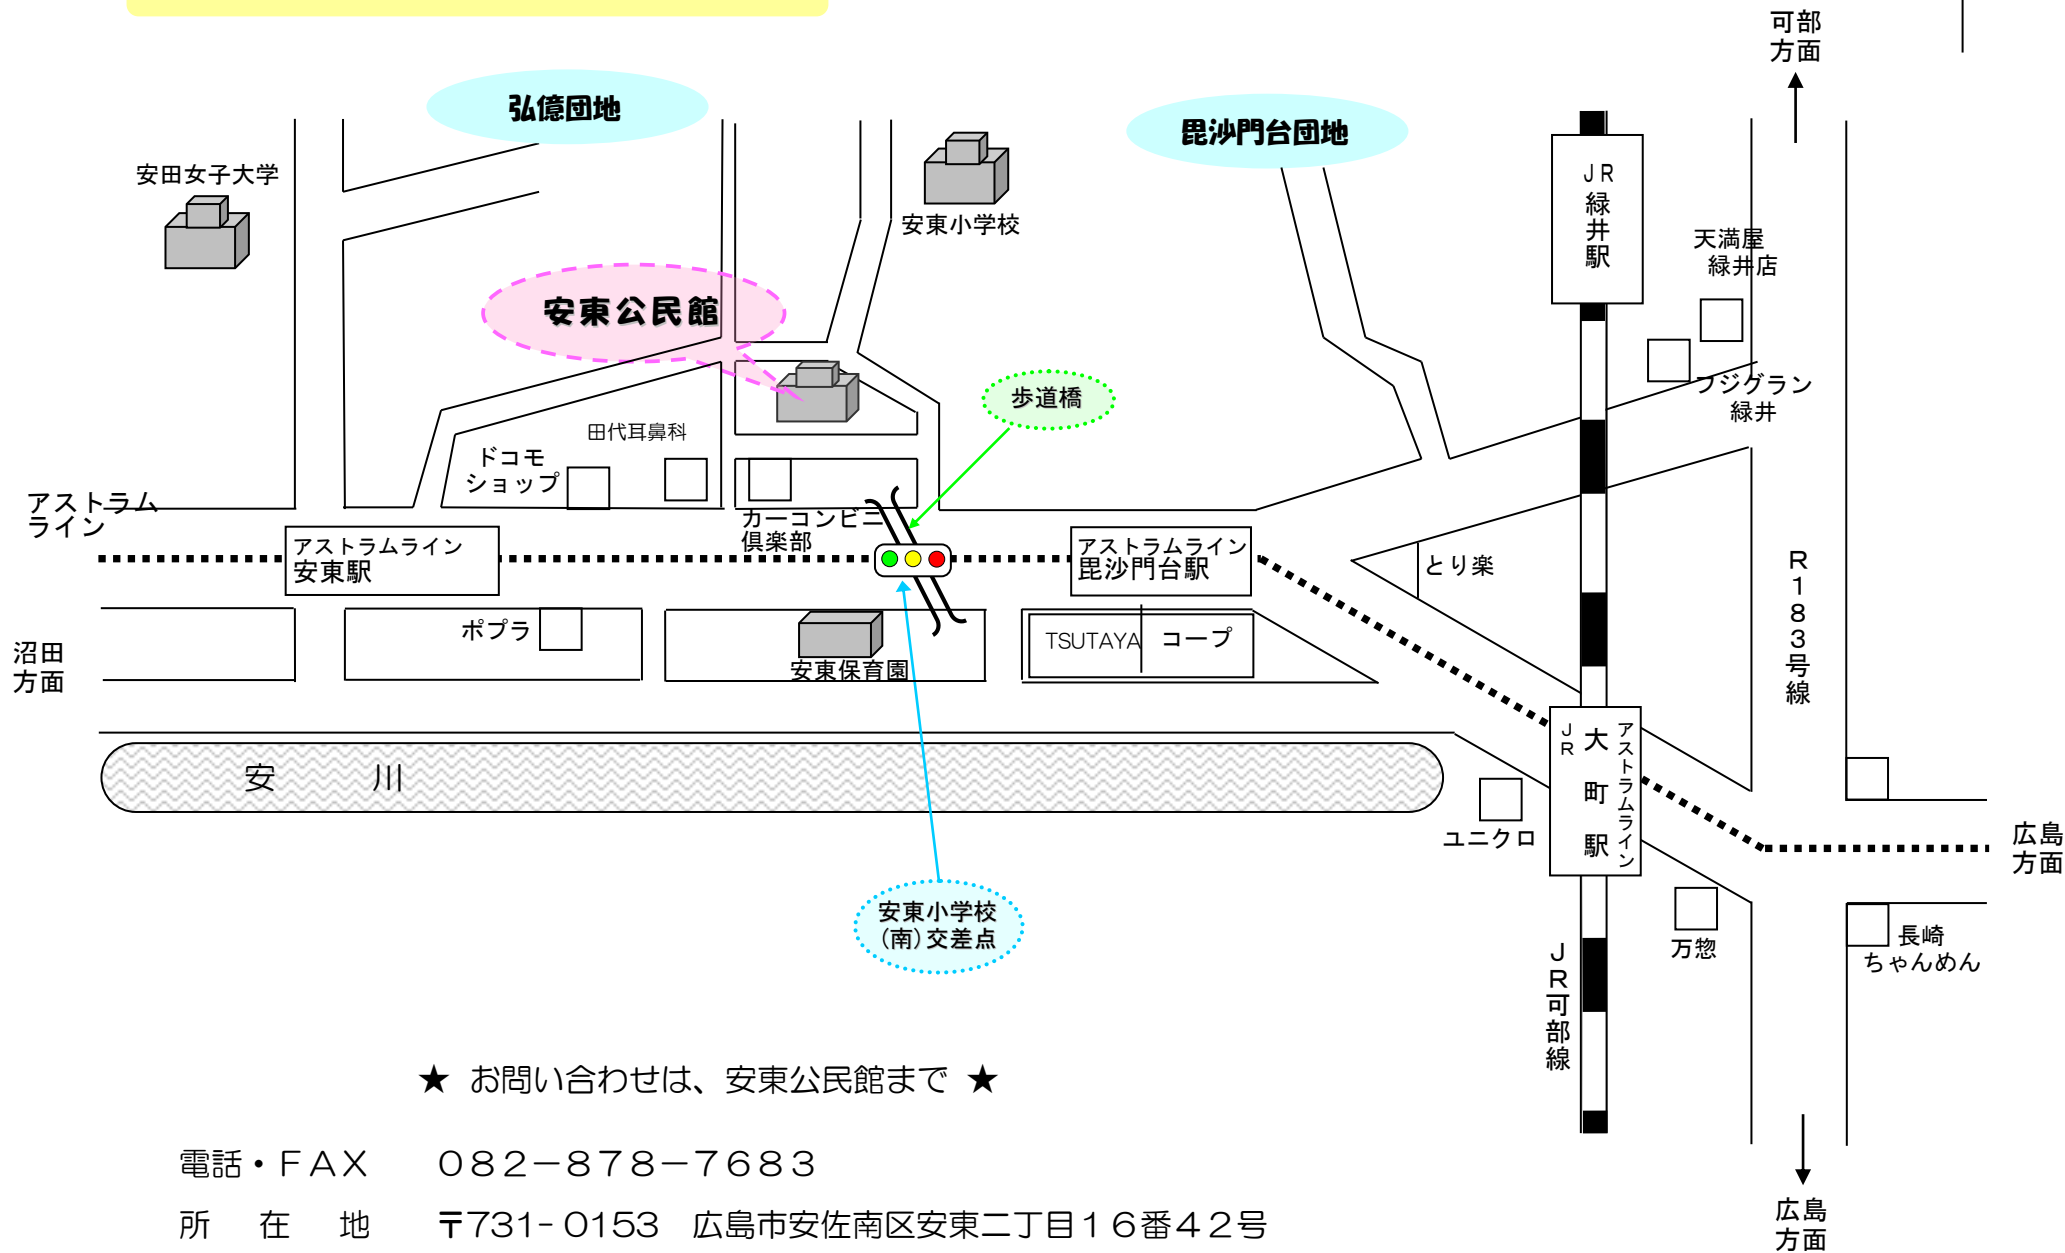 可部
方面
弘億団地
毘沙門台団地
安田女子大学
安東小学校
ＪＲ
緑井駅
天満屋
緑井店
安東公民館
歩道橋
フジグラン
緑井
田代耳鼻科
ドコモ
ショップ
アストラム
ライン
カーコンビニ
倶楽部
アストラムライン
安東駅
アストラムライン
毘沙門台駅
とり楽
Ｒ１８３号線
ポプラ
TSUTAYA
コープ
沼田
方面
安東保育園
ＪＲ
大町駅
アストラムライン
安　川
ユニクロ
広島
方面
安東小学校
(南)交差点
万惣
長崎
ちゃんめん
ＪＲ可部線
★ お問い合わせは、安東公民館まで ★
電話・ＦＡＸ　０８２－８７８－７６８３
所　在　地　〒731-0153　広島市安佐南区安東二丁目１６番４２号
広島
方面